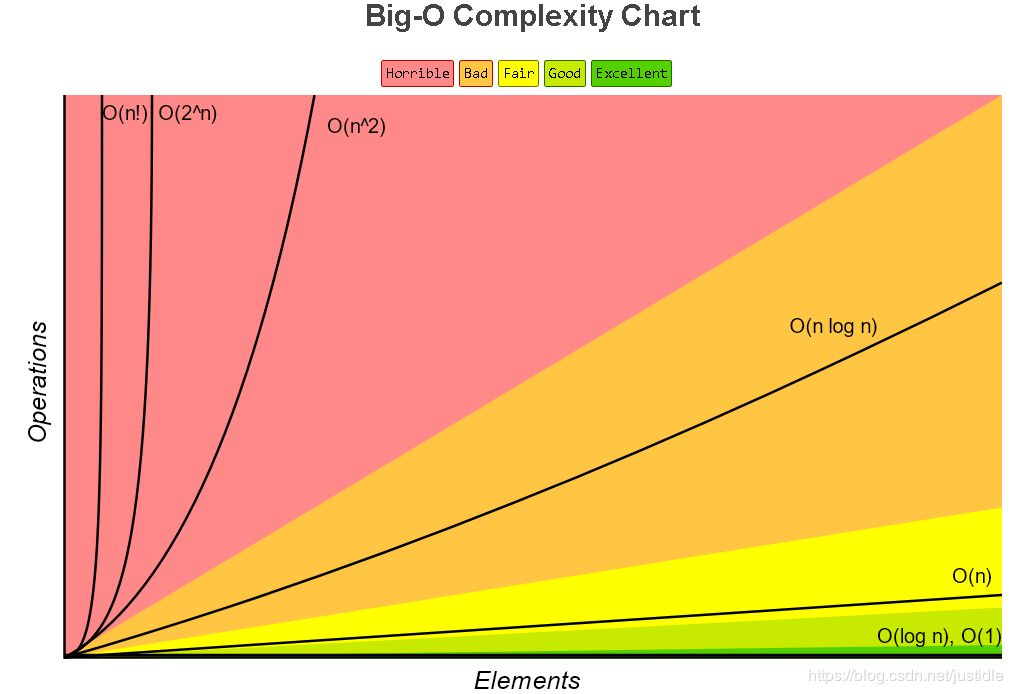 Big-O Complexity Chart
Horrible Bad Fair Good Excellent
O(n!) O(2^n) O(n^2)
O(n log n)
O(n)
O(log n), O(1)
Operations
Elements
https://blog.csdn.net/justidle